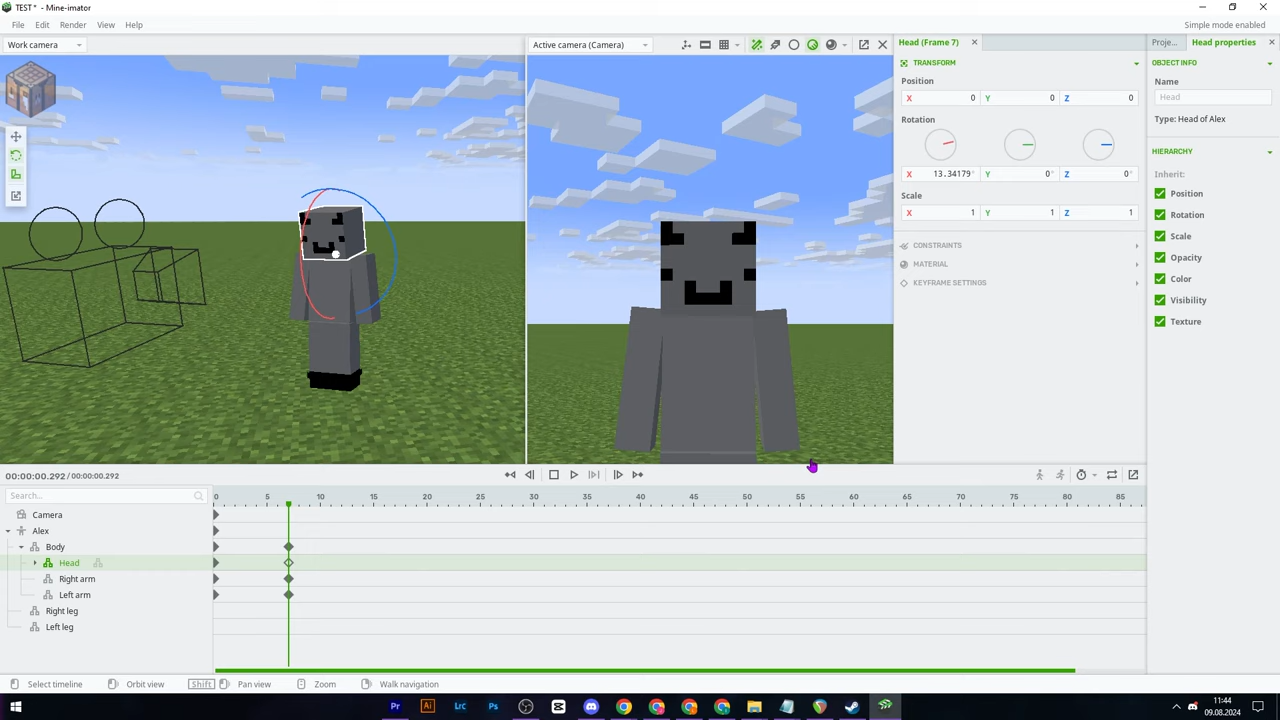 TEST * - Mine-imator
File Edit Render View Help
Simple mode enabled
Work camera
Active camera (Camera)
Head (Frame 7)
Proje... Head properties
TRANSFORM
Position
X 0 Y 0 Z 0
Rotation
X 13.34179° Y 0° Z 0°
Scale
X 1 Y 1 Z 1
CONSTRAINTS
MATERIAL
KEYFRAME SETTINGS
OBJECT INFO
Name
Head
Type: Head of Alex
HIERARCHY
Inherit:
Position
Rotation
Scale
Opacity
Color
Visibility
Texture
00:00:00.292 / 00:00:00.292
Search...
0 5 10 15 20 25 30 35 40 45 50 55 60 65 70 75 80 85
Camera
Alex
Body
Head
Right arm
Left arm
Right leg
Left leg
Select timeline Orbit view Shift Pan view Zoom Walk navigation
Pr Ai Lrc Ps
11:44
09.08.2024